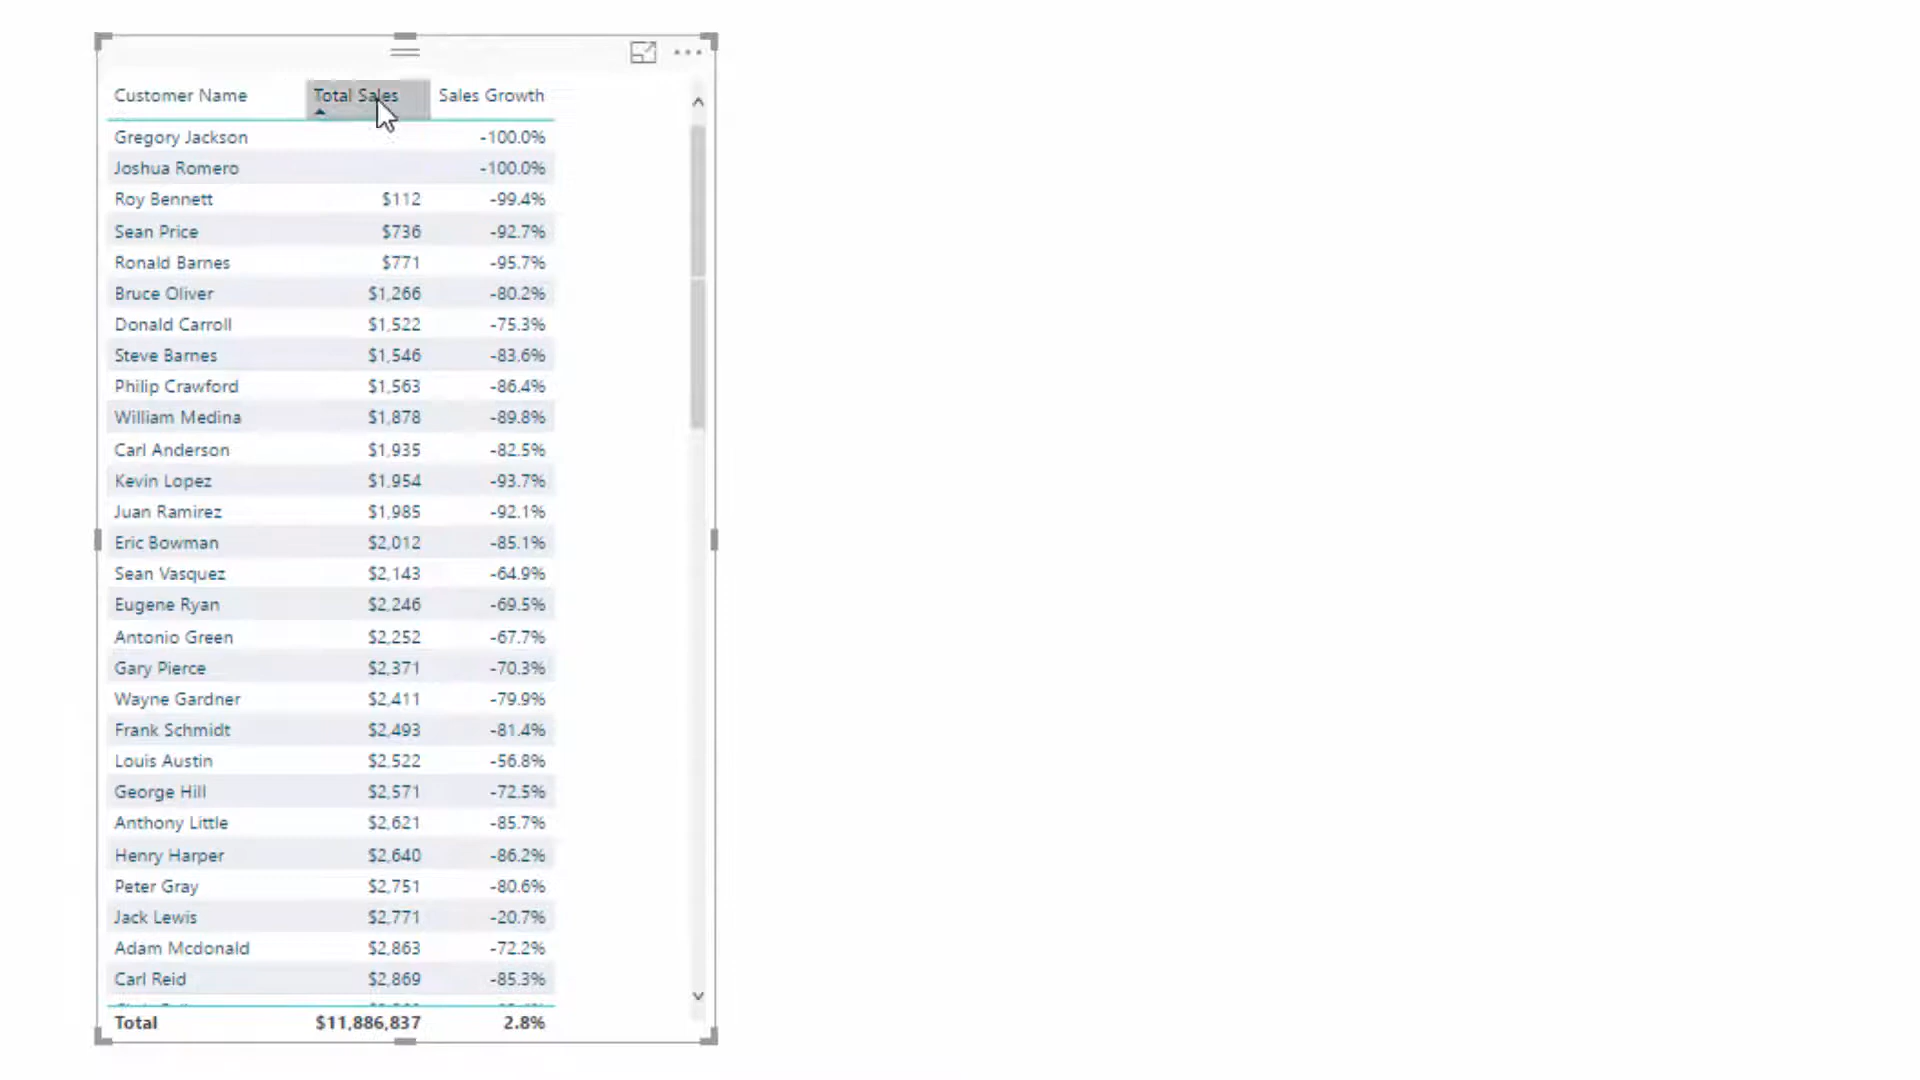 Customer Name Total Sales Sales Growth
Gregory Jackson -100.0%
Joshua Romero -100.0%
Roy Bennett $112 -99.4%
Sean Price $736 -92.7%
Ronald Barnes $771 -95.7%
Bruce Oliver $1,266 -80.2%
Donald Carroll $1,522 -75.3%
Steve Barnes $1,546 -83.6%
Philip Crawford $1,563 -86.4%
William Medina $1,878 -89.8%
Carl Anderson $1,935 -82.5%
Kevin Lopez $1,954 -93.7%
Juan Ramirez $1,985 -92.1%
Eric Bowman $2,012 -85.1%
Sean Vasquez $2,143 -64.9%
Eugene Ryan $2,246 -69.5%
Antonio Green $2,252 -67.7%
Gary Pierce $2,371 -70.3%
Wayne Gardner $2,411 -79.9%
Frank Schmidt $2,493 -81.4%
Louis Austin $2,522 -56.8%
George Hill $2,571 -72.5%
Anthony Little $2,621 -85.7%
Henry Harper $2,640 -86.2%
Peter Gray $2,751 -80.6%
Jack Lewis $2,771 -20.7%
Adam Mcdonald $2,863 -72.2%
Carl Reid $2,869 -85.3%
Total $11,886,837 2.8%